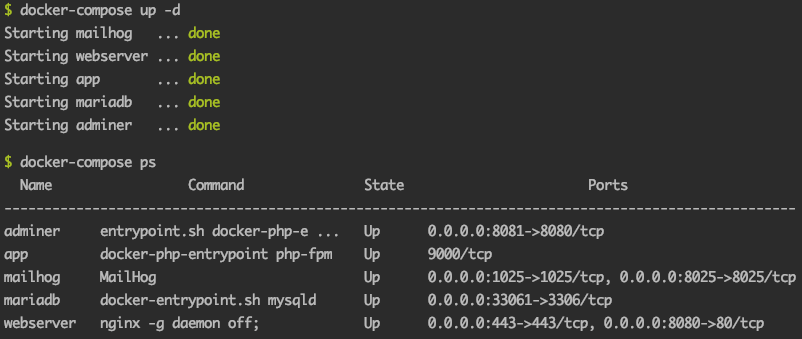 $ docker-compose up -d
Starting mailhog   ... done
Starting webserver ... done
Starting app       ... done
Starting mariadb   ... done
Starting adminer   ... done
$ docker-compose ps
  Name                 Command               State                       Ports
---------------------------------------------------------------------------------------------------
adminer     entrypoint.sh docker-php-e ...   Up      0.0.0.0:8081->8080/tcp
app         docker-php-entrypoint php-fpm    Up      9000/tcp
mailhog     MailHog                          Up      0.0.0.0:1025->1025/tcp, 0.0.0.0:8025->8025/tcp
mariadb     docker-entrypoint.sh mysqld      Up      0.0.0.0:33061->3306/tcp
webserver   nginx -g daemon off;             Up      0.0.0.0:443->443/tcp, 0.0.0.0:8080->80/tcp